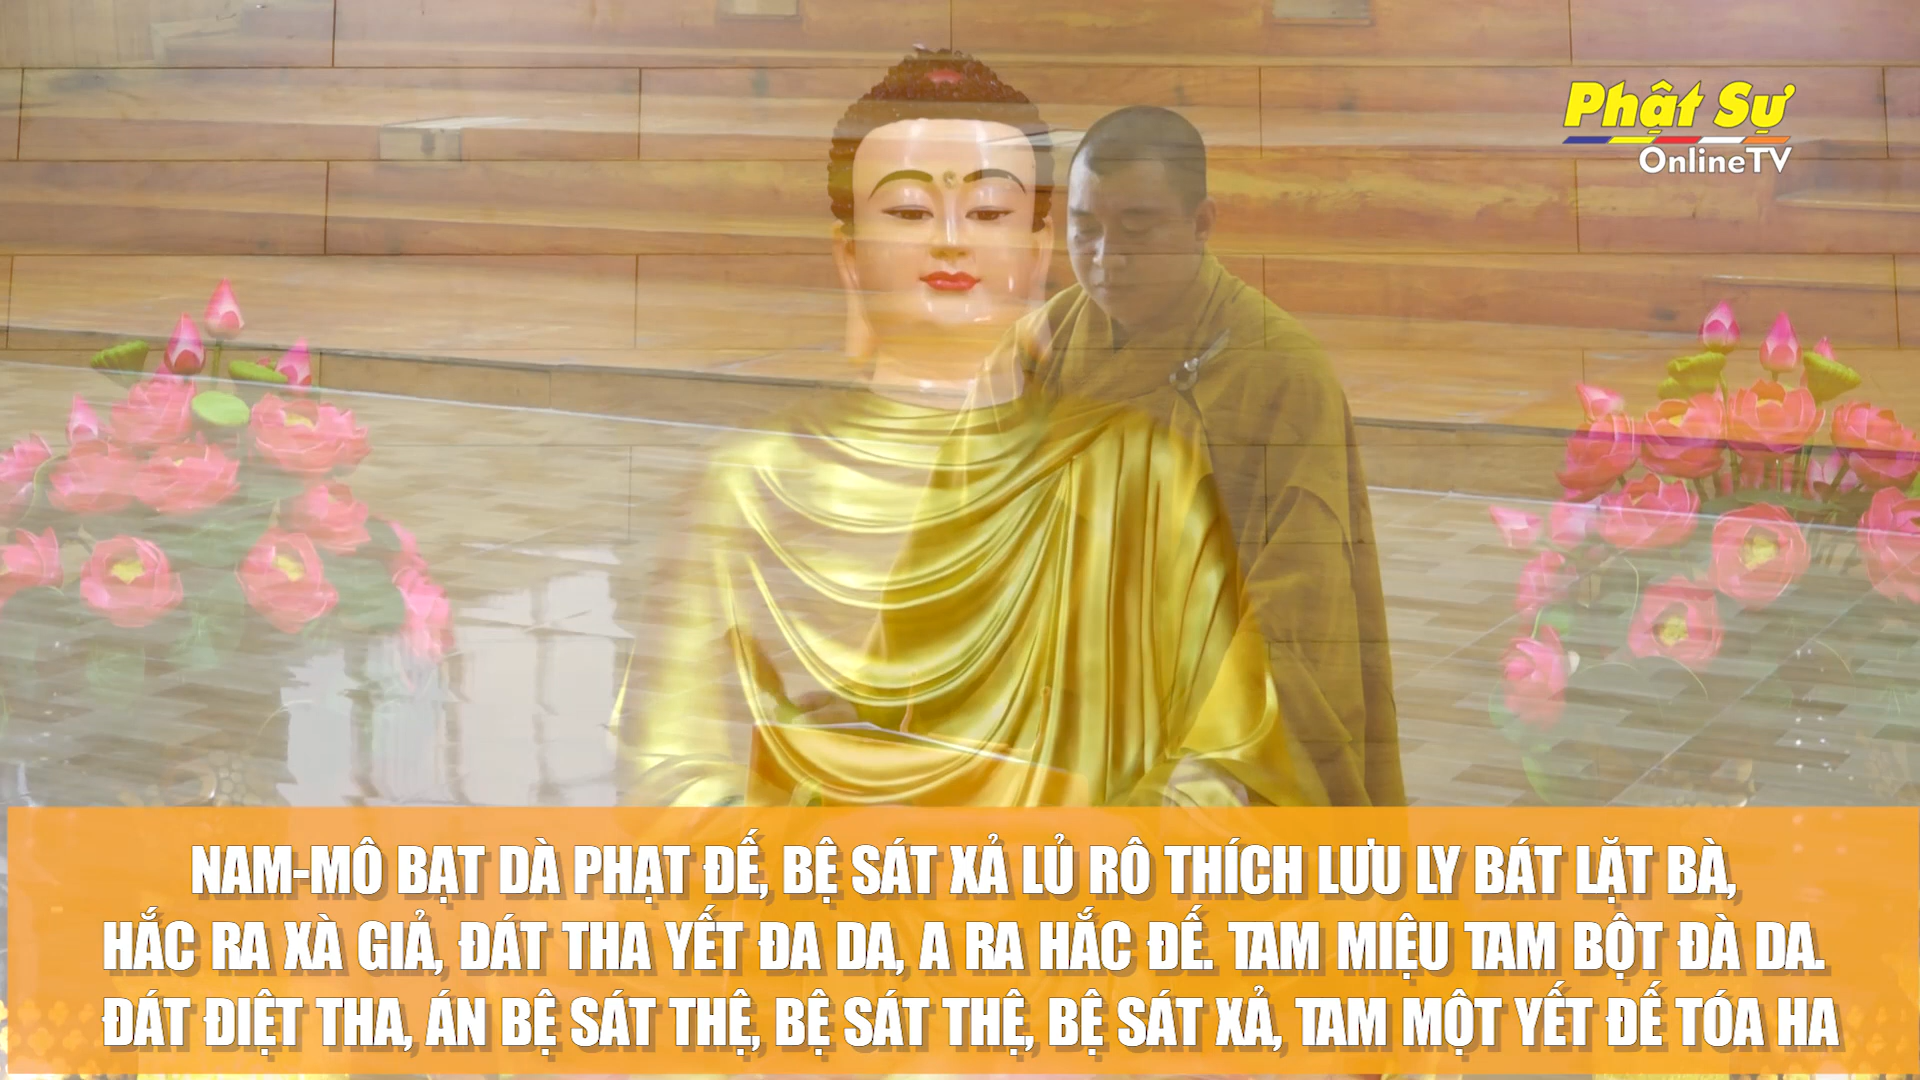 Phật Sự
OnlineTV
NAM-MÔ BẠT DÀ PHẠT ĐẾ, BỆ SÁT XẢ LỦ RÔ THÍCH LƯU LY BÁT LẶT BÀ,
HẮC RA XÀ GIẢ, ĐÁT THA YẾT ĐA DA, A RA HẮC ĐẾ. TAM MIỆU TAM BỘT ĐÀ DA.
ĐÁT ĐIỆT THA, ÁN BỆ SÁT THỆ, BỆ SÁT THỆ, BỆ SÁT XẢ, TAM MỘT YẾT ĐẾ TÓA HA